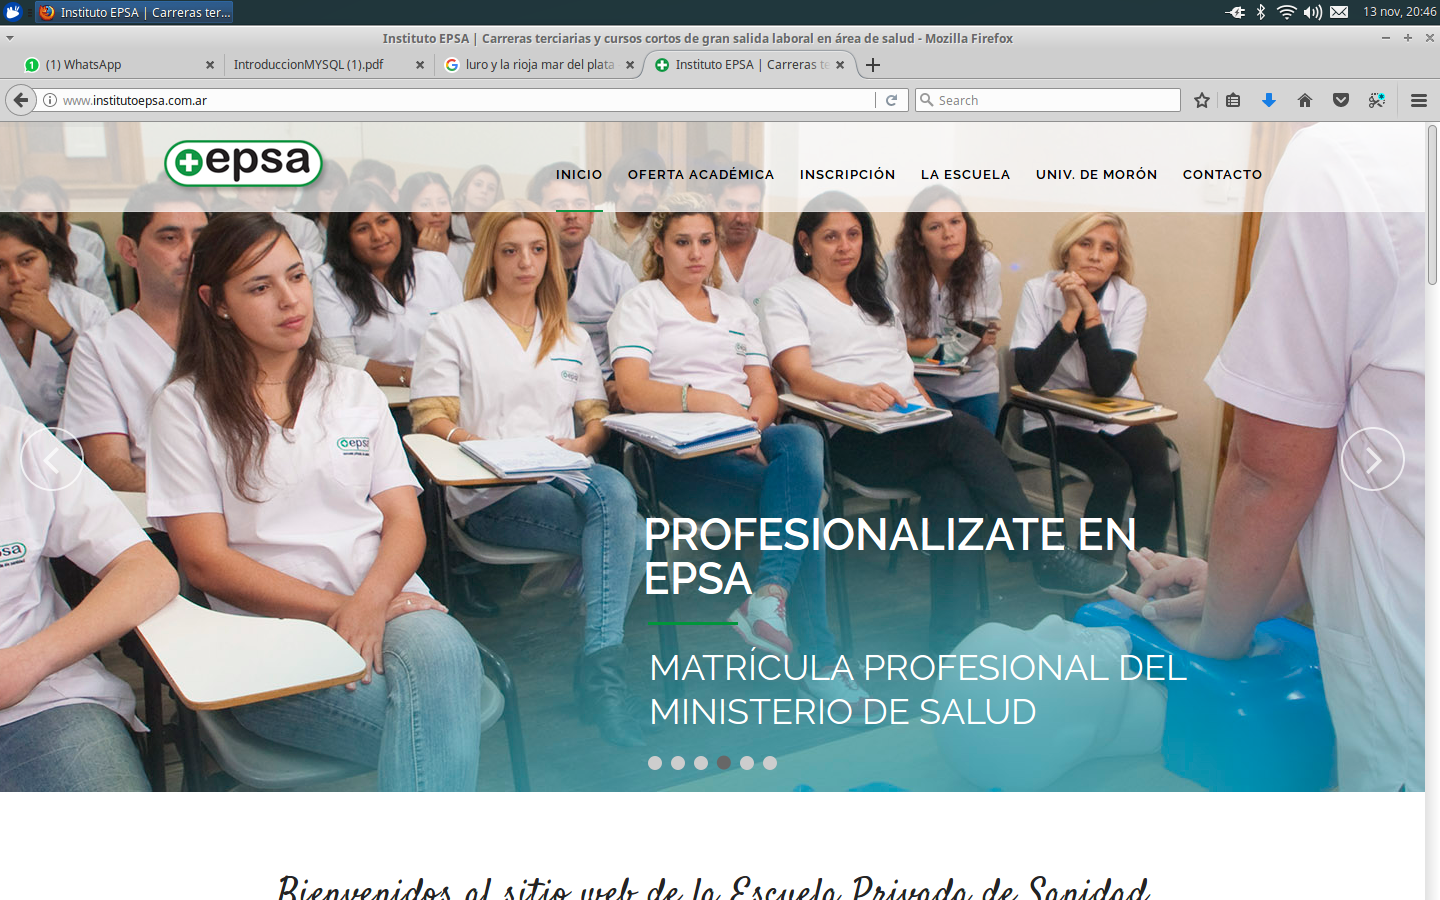 Instituto EPSA | Carreras ter...
13 nov, 20:46
Instituto EPSA | Carreras terciarias y cursos cortos de gran salida laboral en área de salud - Mozilla Firefox
(1) WhatsApp
IntroduccionMYSQL (1).pdf
luro y la rioja mar del plata
Instituto EPSA | Carreras te
www.institutoepsa.com.ar
Search
epsa
INICIO
OFERTA ACADÉMICA
INSCRIPCIÓN
LA ESCUELA
UNIV. DE MORÓN
CONTACTO
epsa
PROFESIONALIZATE EN
EPSA
MATRÍCULA PROFESIONAL DEL
MINISTERIO DE SALUD
Bienvenidos al sitio web de la Escuela Privada de Sanidad